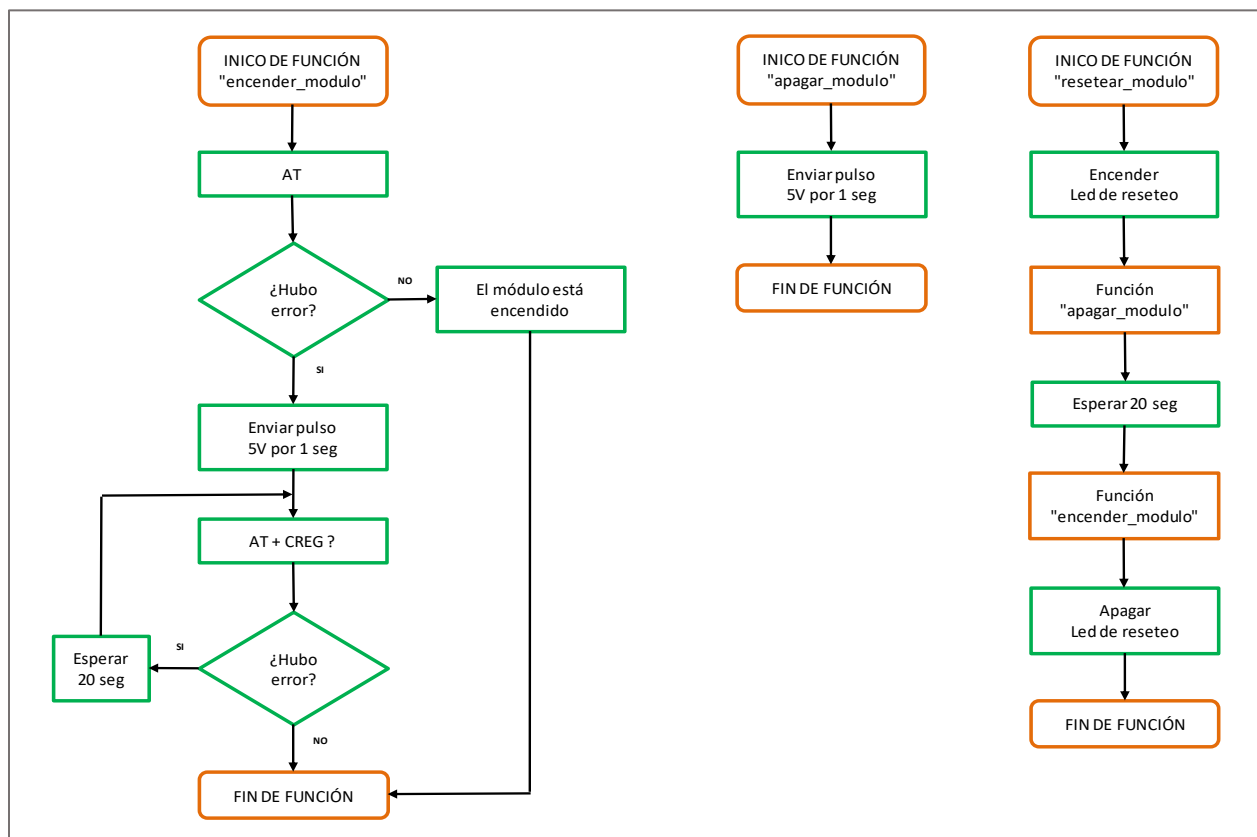 INICO DE FUNCIÓN
"encender_modulo"
AT
¿Hubo
error?
NO
El módulo está
encendido
SI
Enviar pulso
5V por 1 seg
AT + CREG ?
¿Hubo
error?
SI
Esperar
20 seg
NO
FIN DE FUNCIÓN
INICO DE FUNCIÓN
"apagar_modulo"
Enviar pulso
5V por 1 seg
FIN DE FUNCIÓN
INICO DE FUNCIÓN
"resetear_modulo"
Encender
Led de reseteo
Función
"apagar_modulo"
Esperar 20 seg
Función
"encender_modulo"
Apagar
Led de reseteo
FIN DE FUNCIÓN